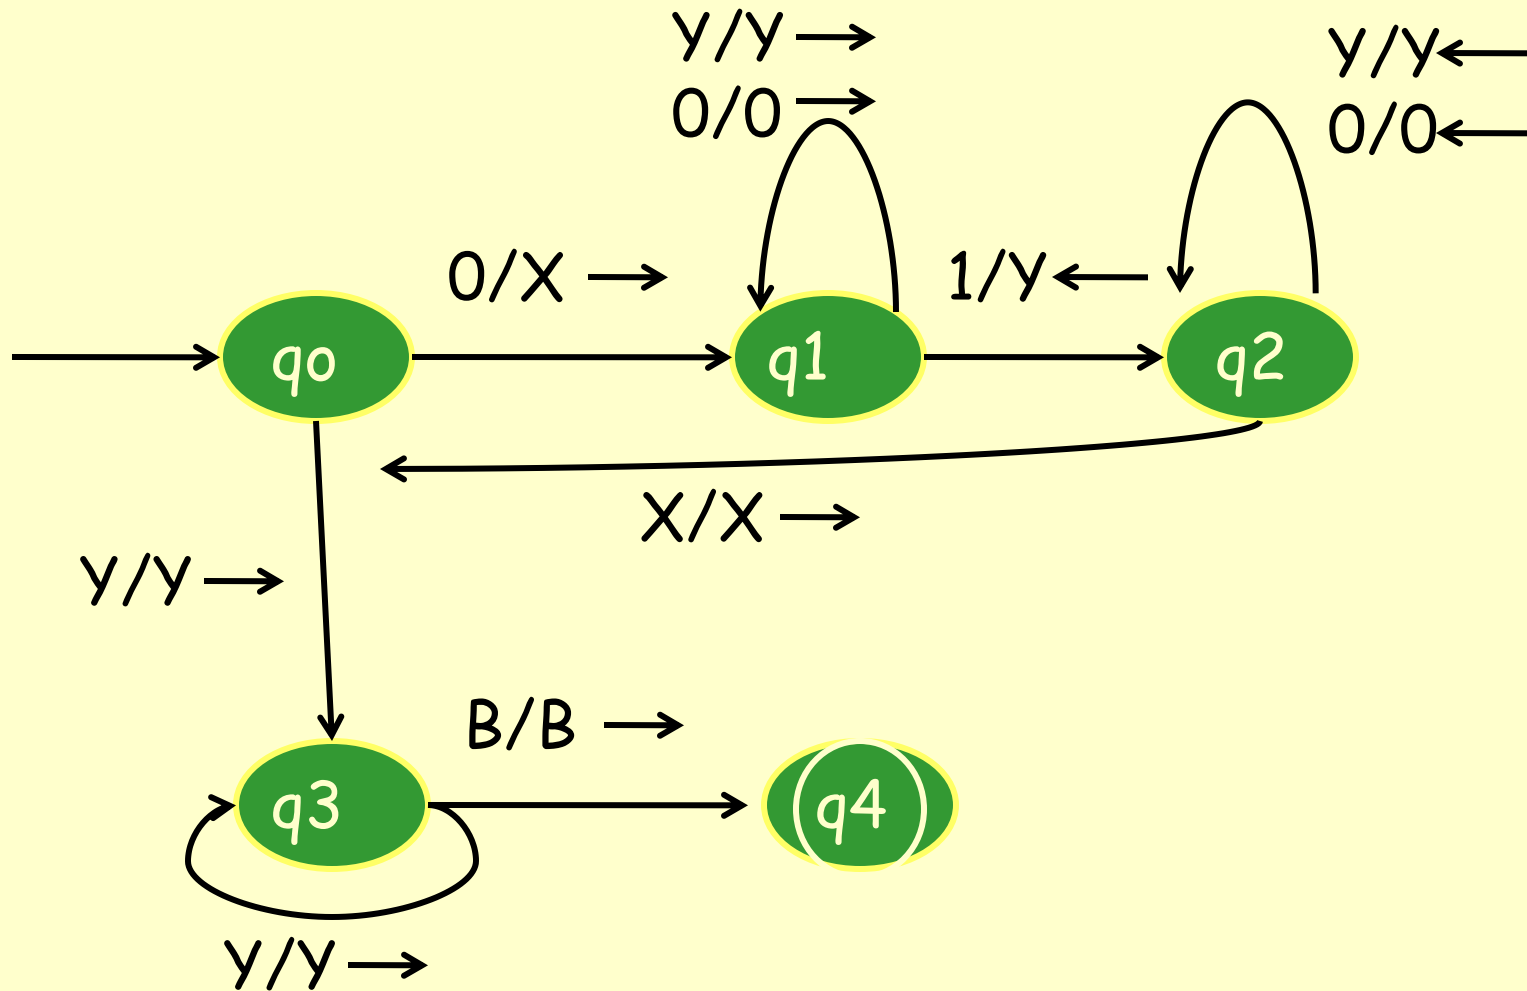 Y/Y →
0/0 →
Y/Y ←
0/0 ←
0/X →
1/Y ←
q0
q1
q2
X/X →
Y/Y →
B/B →
q3
q4
Y/Y →